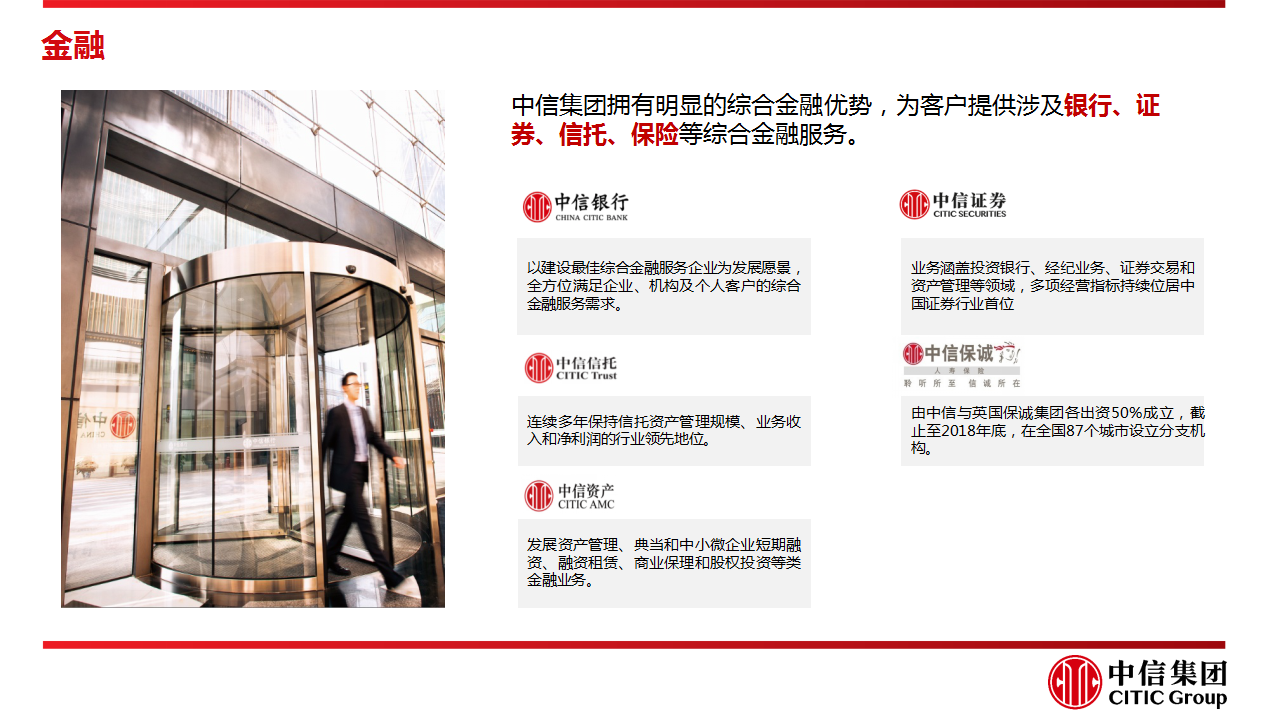 金融
中信集团拥有明显的综合金融优势，为客户提供涉及银行、证
券、信托、保险等综合金融服务。
中信银行
CHINA CITIC BANK
以建设最佳综合金融服务企业为发展愿景，
全方位满足企业、机构及个人客户的综合
金融服务需求。
中信证券
CITIC SECURITIES
业务涵盖投资银行、经纪业务、证券交易和
资产管理等领域，多项经营指标持续位居中
国证券行业首位
中信信托
CITIC Trust
连续多年保持信托资产管理规模、业务收
入和净利润的行业领先地位。
中信保诚
人寿保险
聆听所至 信诚所在
由中信与英国保诚集团各出资50%成立，截
止至2018年底，在全国87个城市设立分支机
构。
中信资产
CITIC AMC
发展资产管理、典当和中小微企业短期融
资、融资租赁、商业保理和股权投资等类
金融业务。
中信集团
CITIC Group